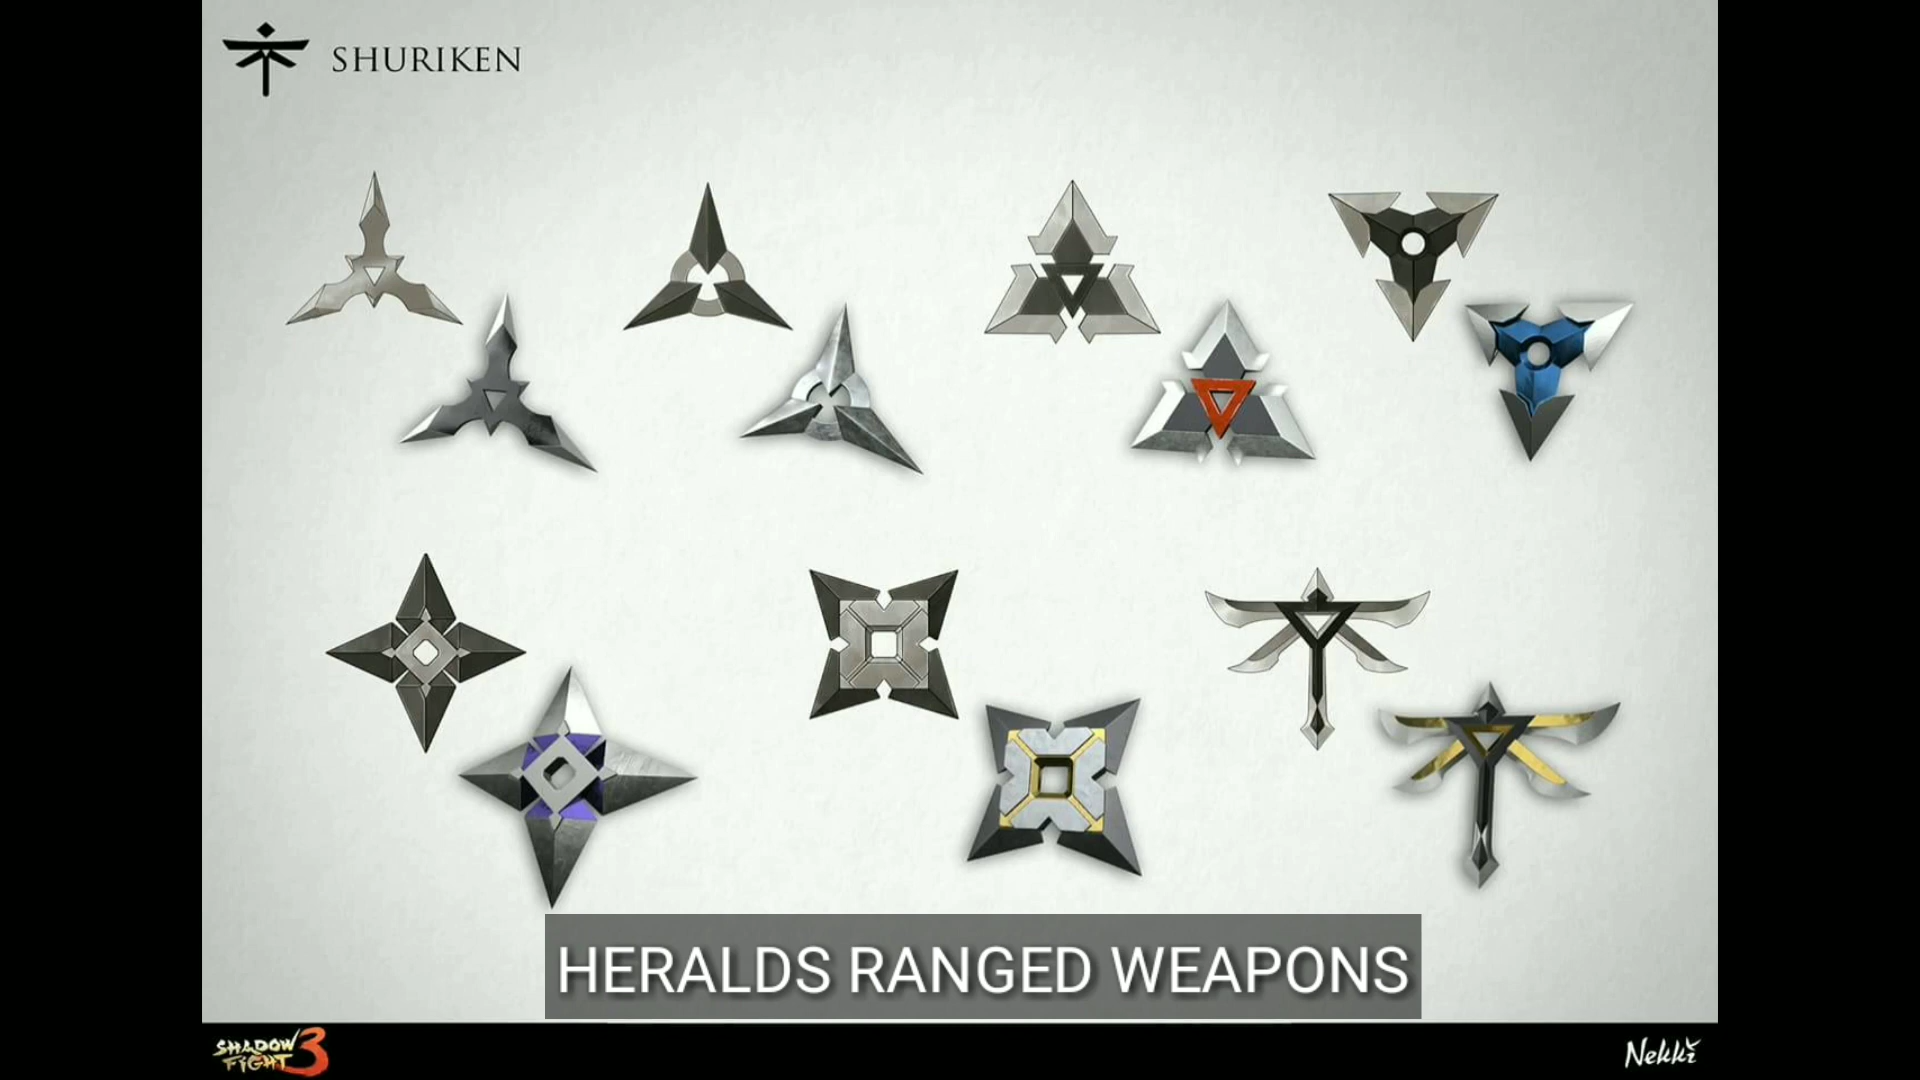 SHURIKEN
HERALDS RANGED WEAPONS
SHADOW
FIGHT 3
Nekki